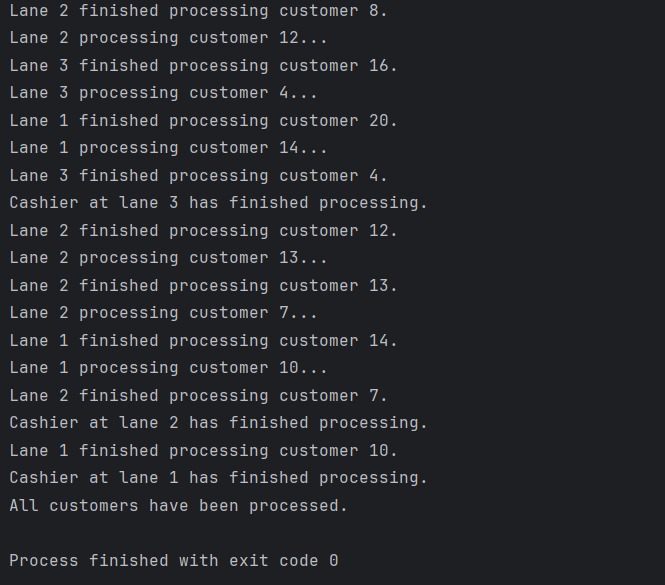 Lane 2 finished processing customer 8.
Lane 2 processing customer 12...
Lane 3 finished processing customer 16.
Lane 3 processing customer 4...
Lane 1 finished processing customer 20.
Lane 1 processing customer 14...
Lane 3 finished processing customer 4.
Cashier at lane 3 has finished processing.
Lane 2 finished processing customer 12.
Lane 2 processing customer 13...
Lane 2 finished processing customer 13.
Lane 2 processing customer 7...
Lane 1 finished processing customer 14.
Lane 1 processing customer 10...
Lane 2 finished processing customer 7.
Cashier at lane 2 has finished processing.
Lane 1 finished processing customer 10.
Cashier at lane 1 has finished processing.
All customers have been processed.
Process finished with exit code 0